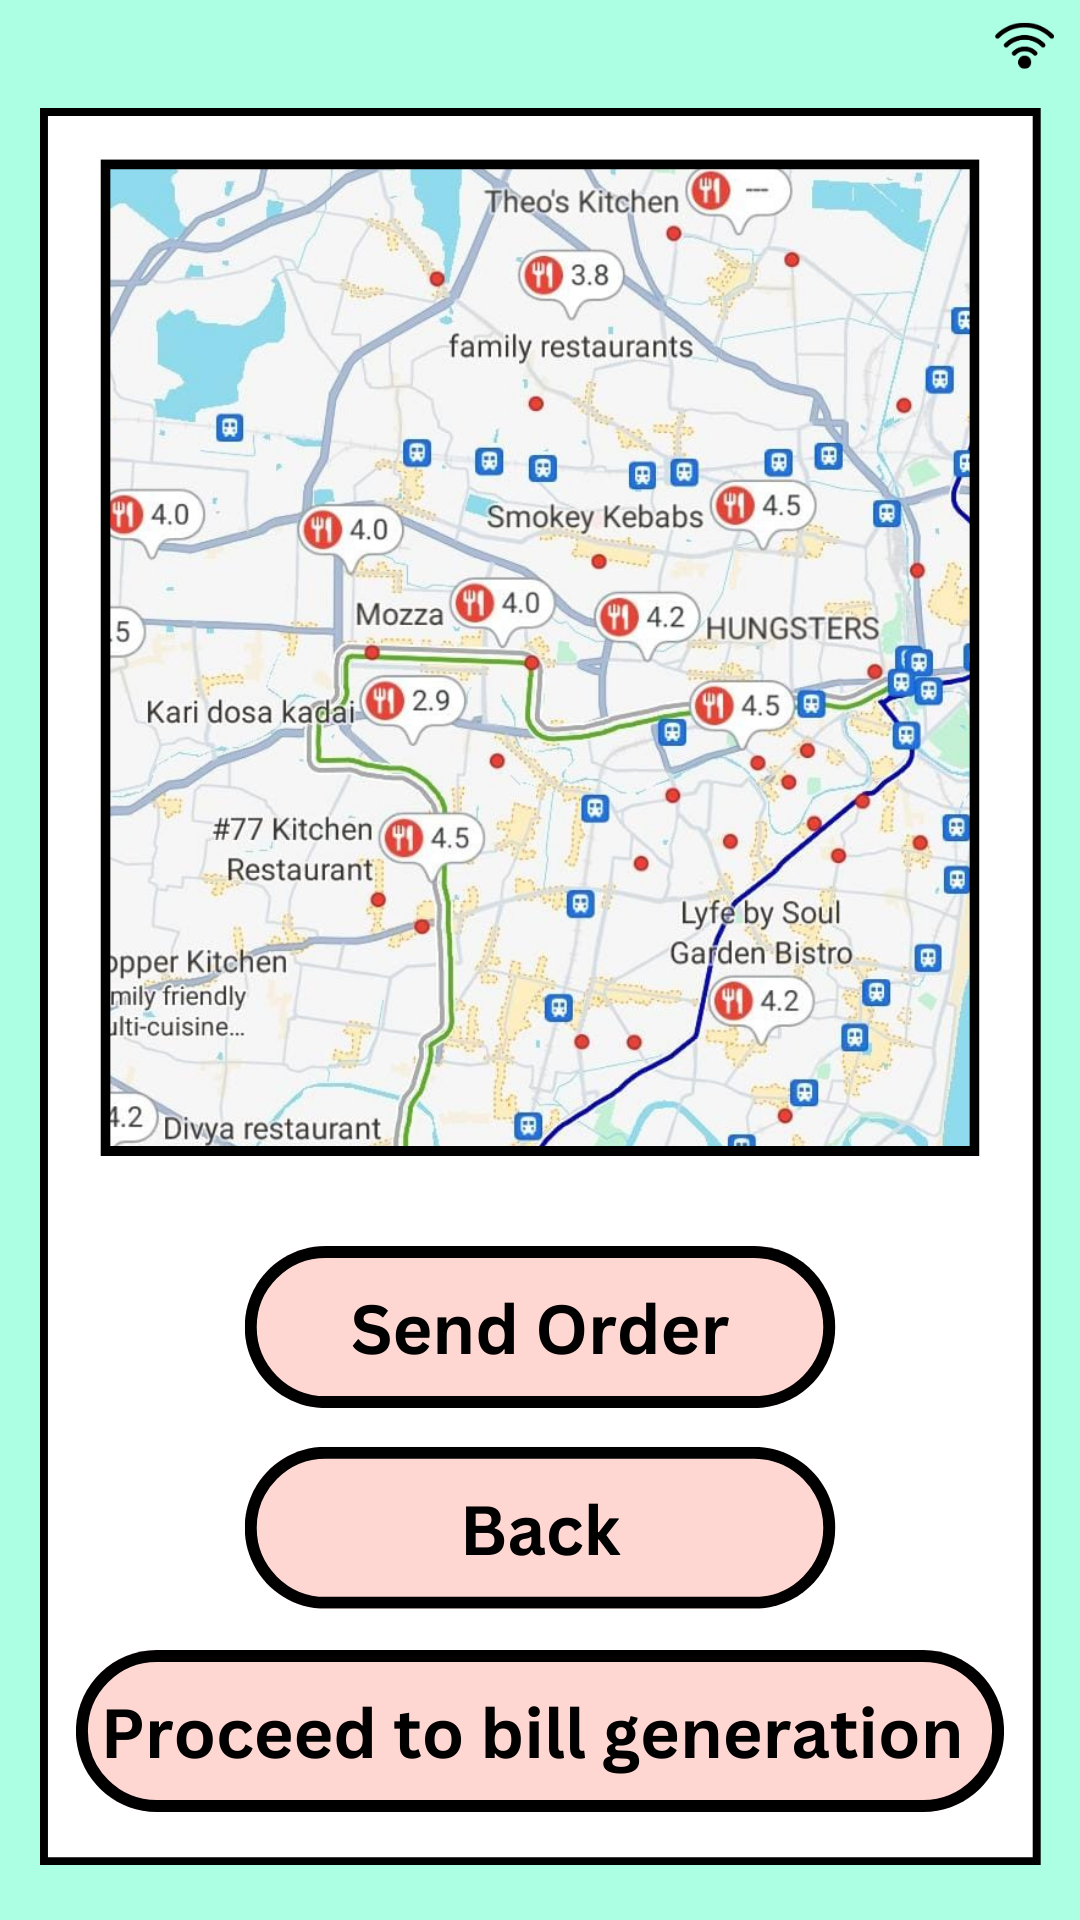 Theo's Kitchen
---
3.8
family restaurants
4.0
4.0
Smokey Kebabs
4.5
Mozza
4.0
4.2
HUNGSTERS
.5
Kari dosa kadai
2.9
4.5
#77 Kitchen
Restaurant
4.5
Lyfe by Soul
Garden Bistro
4.2
opper Kitchen
mily friendly
ulti-cuisine...
4.2
Divya restaurant
Send Order
Back
Proceed to bill generation